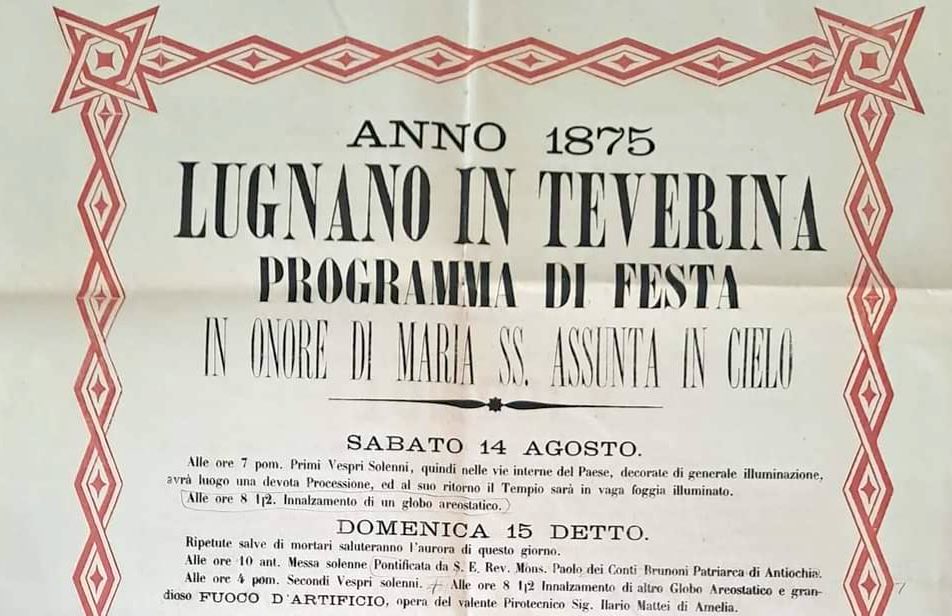 ANNO 1875
LUGNANO IN TEVERINA
PROGRAMMA DI FESTA
IN ONORE DI MARIA SS. ASSUNTA IN CIELO
SABATO 14 AGOSTO.
Alle ore 7 pom. Primi Vespri Solenni, quindi nelle vie interne del Paese, decorate di generale illuminazione,
avrà luogo una devota Processione, ed al suo ritorno il Tempio sarà in vaga foggia illuminato.
Alle ore 8 1|2. Innalzamento di un globo areostatico.
DOMENICA 15 DETTO.
Ripetute salve di mortari saluteranno l'aurora di questo giorno.
Alle ore 10 ant. Messa solenne Pontificata da S. E. Rev. Mons. Paolo dei Conti Brunoni Patriarca di Antiochia.
Alle ore 4 pom. Secondi Vespri solenni. Alle ore 8 1|2 Innalzamento di altro Globo Areostatico e gran-
dioso FUOCO D'ARTIFICIO, opera del valente Pirotecnico Sig. Ilario Mattei di Amelia.